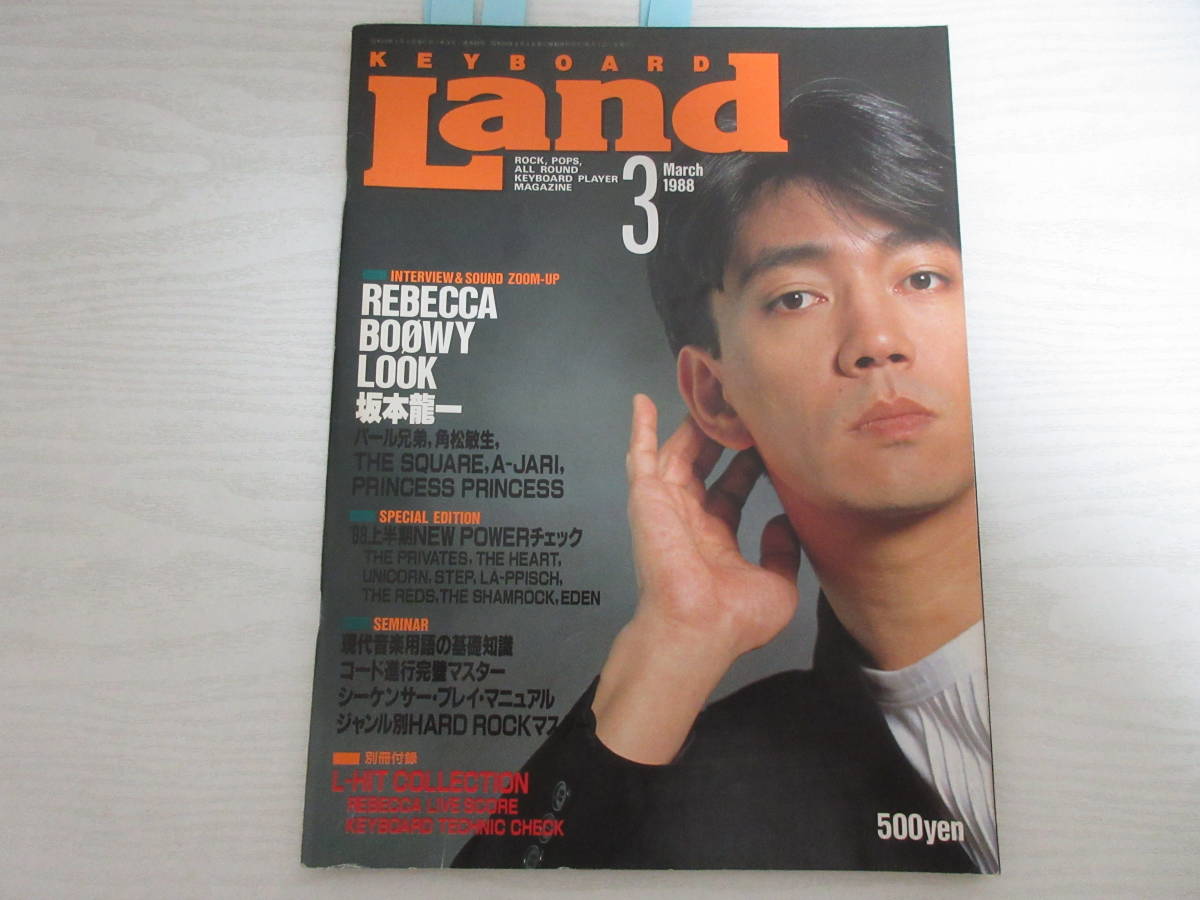 KEYBOARD
Land
ROCK, POPS,
ALL ROUND
KEYBOARD PLAYER
MAGAZINE
3
March
1988
INTERVIEW & SOUND ZOOM-UP
REBECCA
BOØWY
LOOK
坂本龍一
パール兄弟,角松敏生,
THE SQUARE, A-JARI,
PRINCESS PRINCESS
SPECIAL EDITION
'88上半期NEW POWERチェック
THE PRIVATES, THE HEART,
UNICORN, STEP, LÄ-PPISCH,
THE REDS, THE SHAMROCK, EDEN
SEMINAR
現代音楽用語の基礎知識
コード進行完璧マスター
シーケンサー・プレイ・マニュアル
ジャンル別HARD ROCKマスター
別冊付録
L-HIT COLLECTION
REBECCA LIVE SCORE
KEYBOARD TECHNIC CHECK
500yen